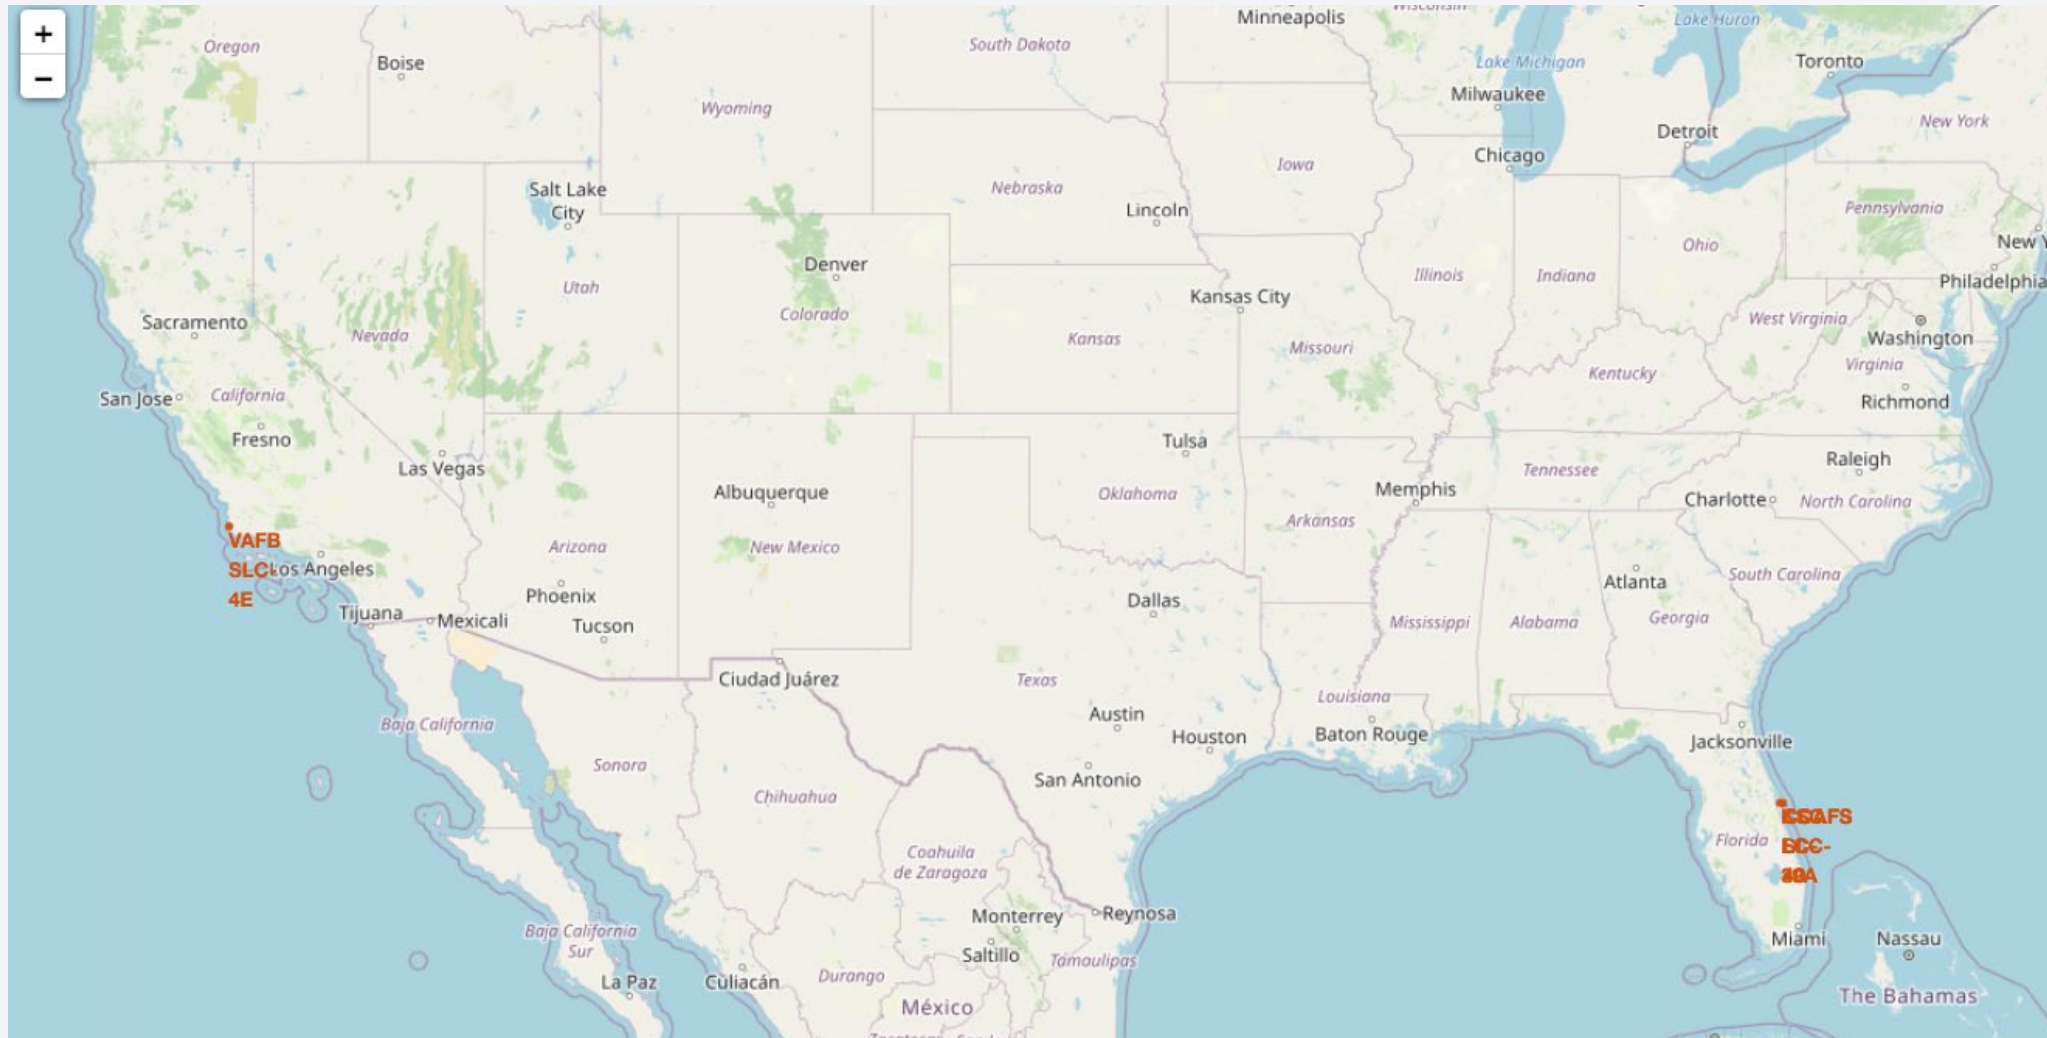 +
−
Oregon
Boise
South Dakota
Minneapolis
Wisconsin
Lake Huron
Wyoming
Lake Michigan
Toronto
Milwaukee
Detroit
New York
Chicago
Iowa
Salt Lake
City
Nebraska
Lincoln
Pennsylvania
Ohio
New Y
Denver
Utah
Illinois
Indiana
Philadelphia
Kansas City
Colorado
Sacramento
Nevada
Kansas
Missouri
West Virginia
Washington
Virginia
Kentucky
San Jose
California
Richmond
Fresno
Las Vegas
Tulsa
Raleigh
Tennessee
Albuquerque
Oklahoma
Memphis
Charlotte
North Carolina
Arkansas
VAFB
SLC-
4E
Los Angeles
Arizona
New Mexico
Phoenix
Dallas
Atlanta
South Carolina
Tijuana
Mexicali
Tucson
Mississippi
Alabama
Georgia
Ciudad Juárez
Texas
Louisiana
Baja California
Austin
Houston
Baton Rouge
Jacksonville
Sonora
San Antonio
Chihuahua
Florida
Coahuila
de Zaragoza
Monterrey
Reynosa
Baja California
Sur
Saltillo
Tamaulipas
Miami
Nassau
La Paz
Culiacán
Durango
México
The Bahamas